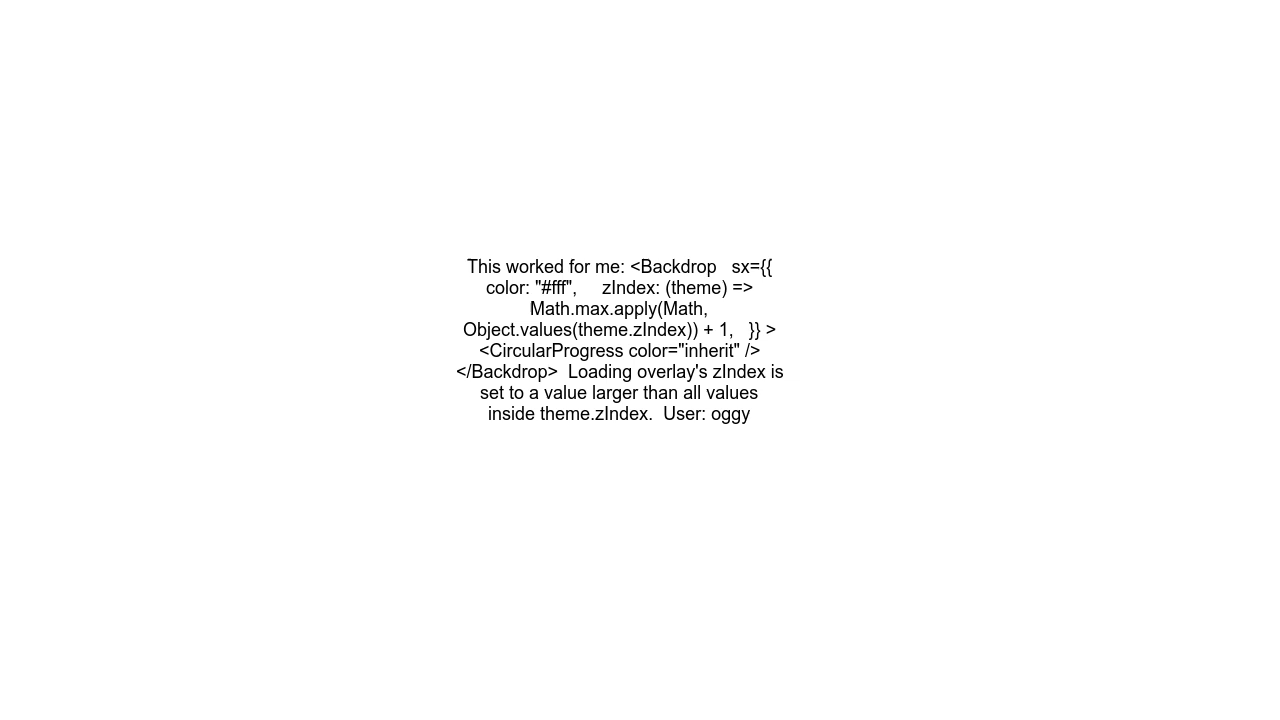 This worked for me: <Backdrop   sx={{
color: "#fff",     zIndex: (theme) =>
Math.max.apply(Math,
Object.values(theme.zIndex)) + 1,   }} >
<CircularProgress color="inherit" />
</Backdrop>  Loading overlay's zIndex is
set to a value larger than all values
inside theme.zIndex.  User: oggy